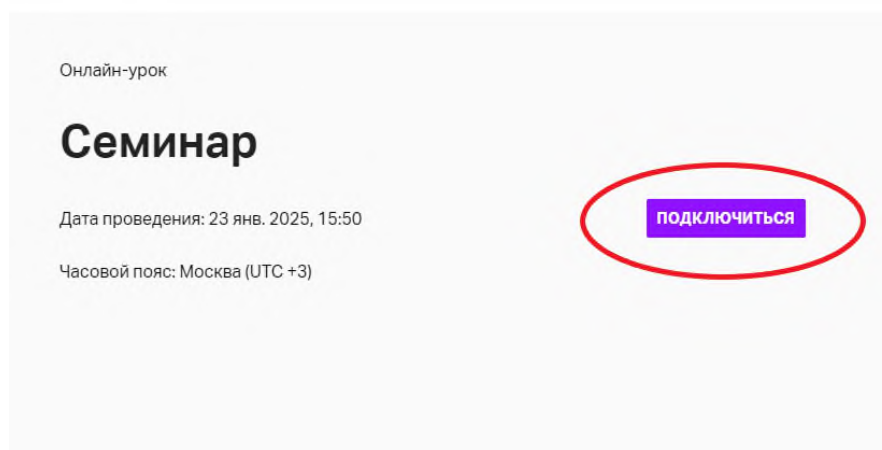 Онлайн-урок
Семинар
Дата проведения: 23 янв. 2025, 15:50
ПОДКЛЮЧИТЬСЯ
Часовой пояс: Москва (UTC +3)